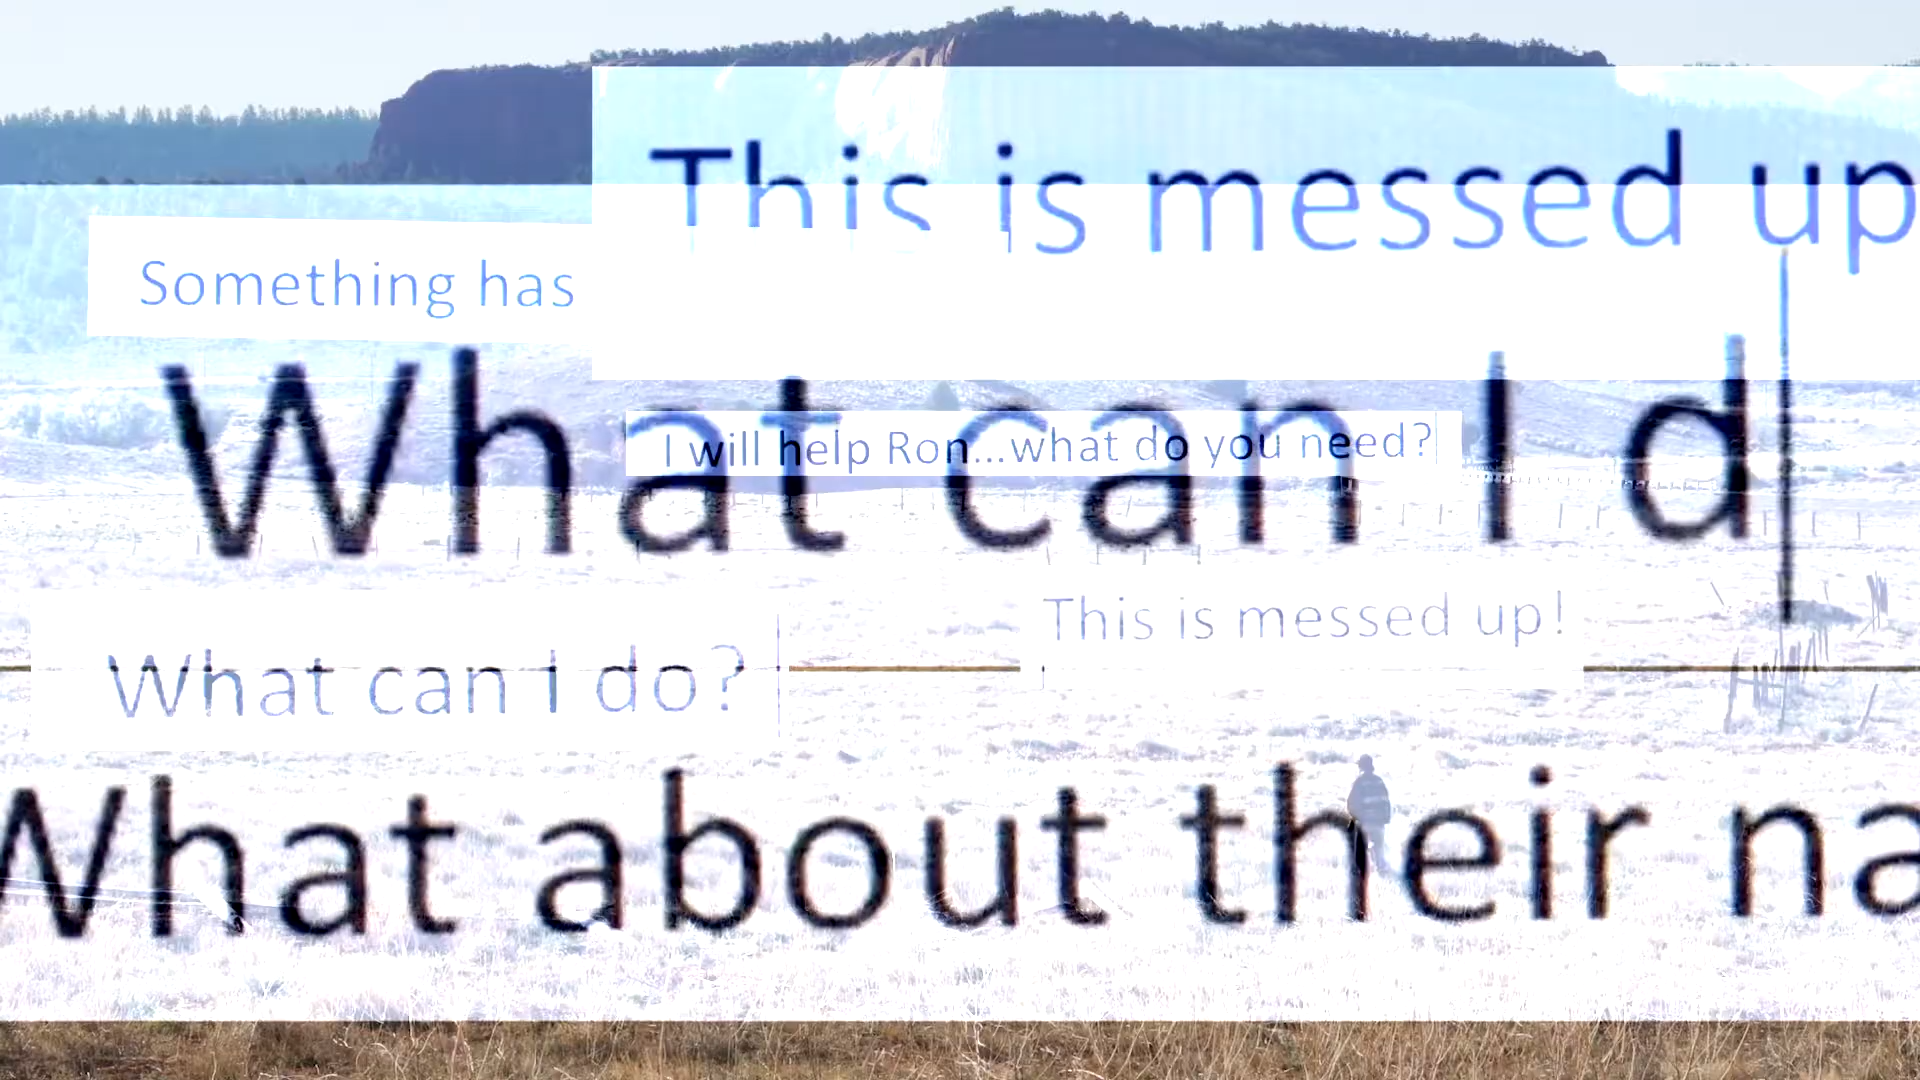 This is messed up
Something has
What can I d
I will help Ron...what do you need?
This is messed up!
What can I do?
What about their na